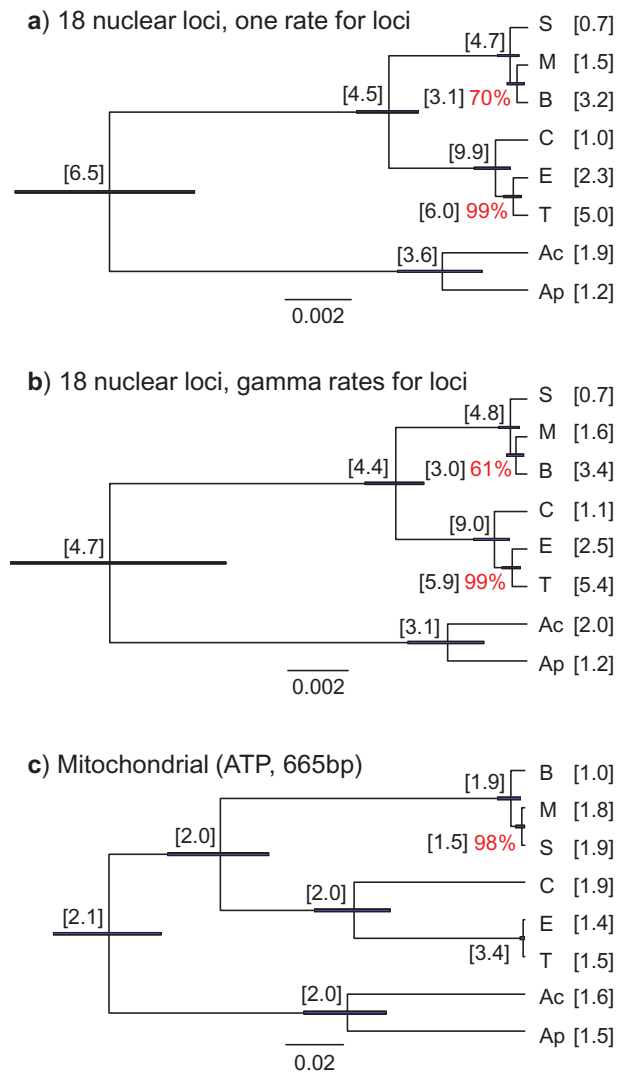 a) 18 nuclear loci, one rate for loci
S [0.7]
[4.7]
M [1.5]
[4.5] [3.1] 70% B [3.2]
C [1.0]
[9.9]
[6.5] E [2.3]
[6.0] 99% T [5.0]
[3.6] Ac [1.9]
Ap [1.2]
0.002
b) 18 nuclear loci, gamma rates for loci
S [0.7]
[4.8]
M [1.6]
[4.4] [3.0] 61% B [3.4]
C [1.1]
[9.0]
[4.7] E [2.5]
[5.9] 99% T [5.4]
[3.1] Ac [2.0]
Ap [1.2]
0.002
c) Mitochondrial (ATP, 665bp)
[1.9] B [1.0]
M [1.8]
[2.0] [1.5] 98% S [1.9]
[2.0] C [1.9]
[2.1] E [1.4]
[3.4] T [1.5]
[2.0] Ac [1.6]
Ap [1.5]
0.02